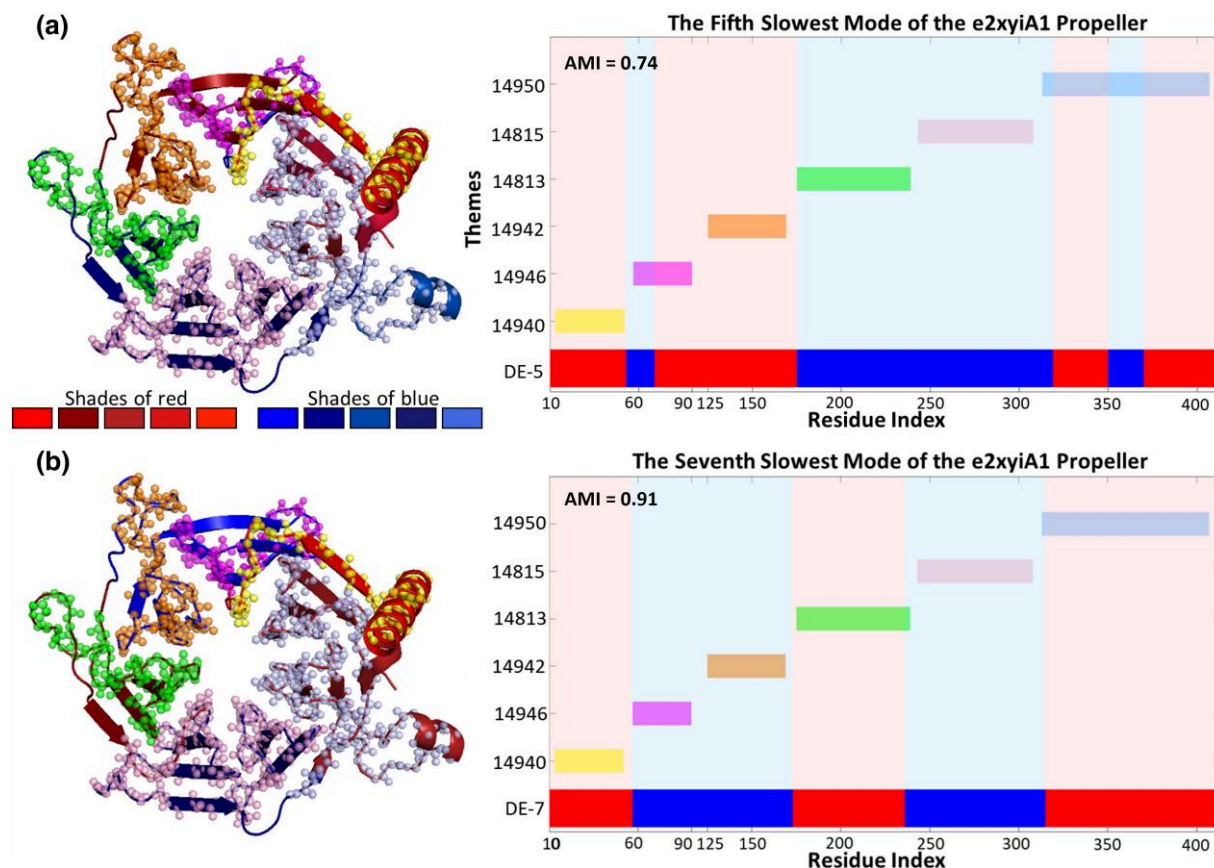 (a)
The Fifth Slowest Mode of the e2xyiA1 Propeller
AMI = 0.74
Themes
14950
14815
14813
14942
14946
14940
DE-5
10 60 90 125 150 200 250 300 350 400
Residue Index
Shades of red Shades of blue
(b)
The Seventh Slowest Mode of the e2xyiA1 Propeller
AMI = 0.91
14950
14815
14813
14942
14946
14940
DE-7
10 60 90 125 150 200 250 300 350 400
Residue Index